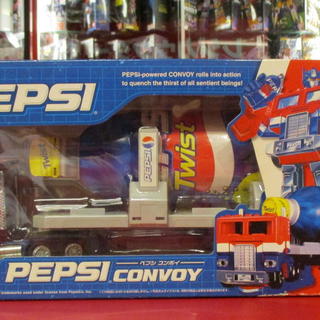 PEPSI
PEPSI-powered CONVOY rolls into action
to quench the thirst of all sentient beings!
PEPSI
Twist
ペプシ コンボイ
PEPSI CONVOY